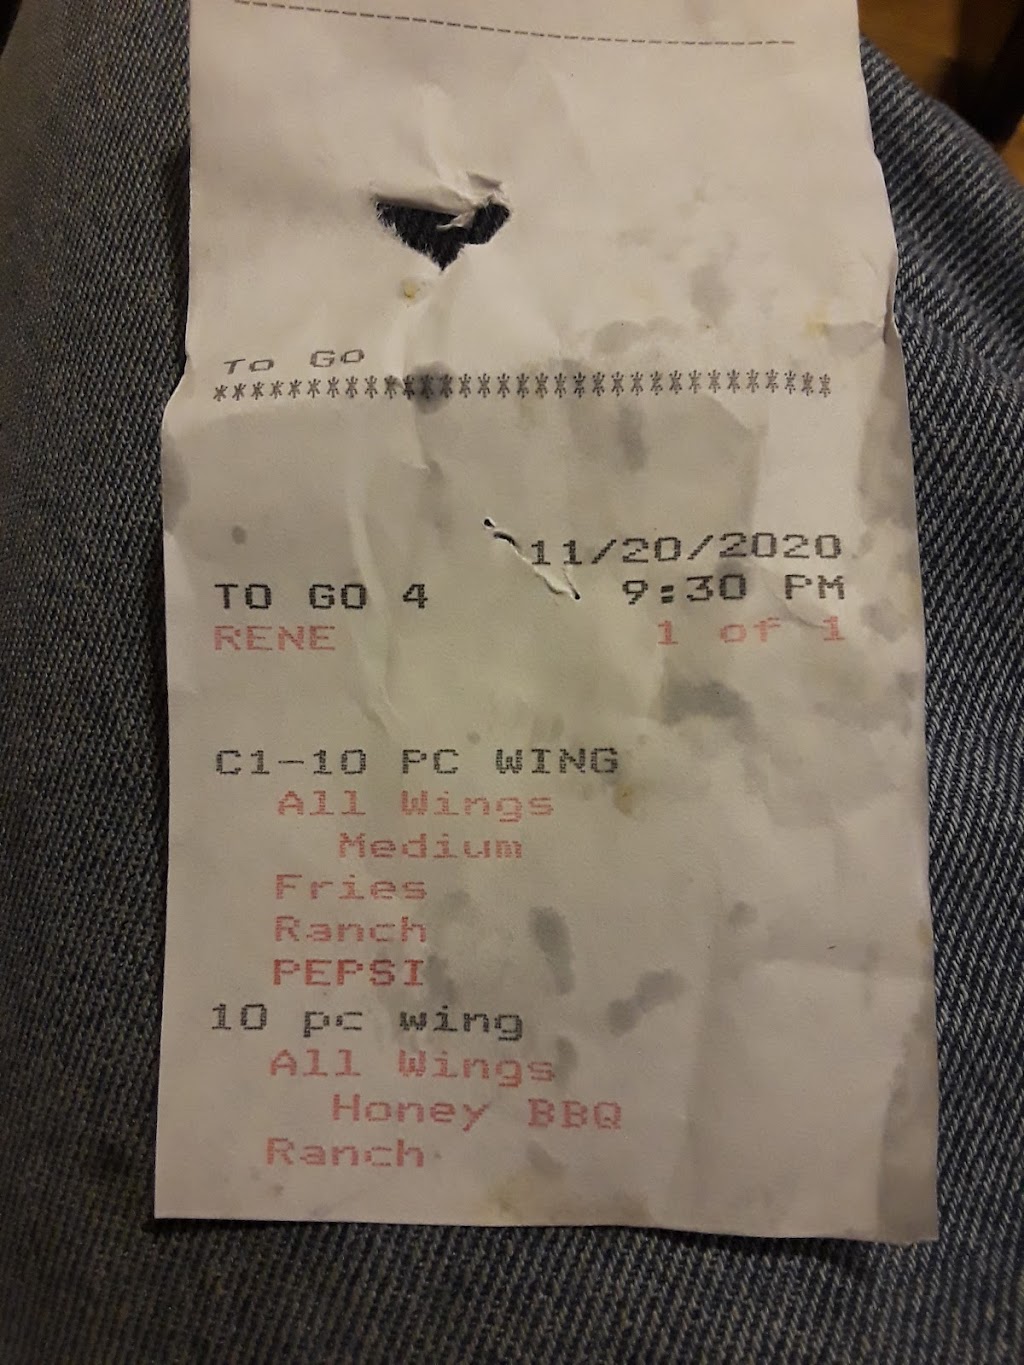 To Go
*********************************
11/20/2020
TO GO 4 9:30 PM
RENE 1 of 1
C1-10 PC WING
All Wings
Medium
Fries
Ranch
PEPSI
10 pc wing
All Wings
Honey BBQ
Ranch